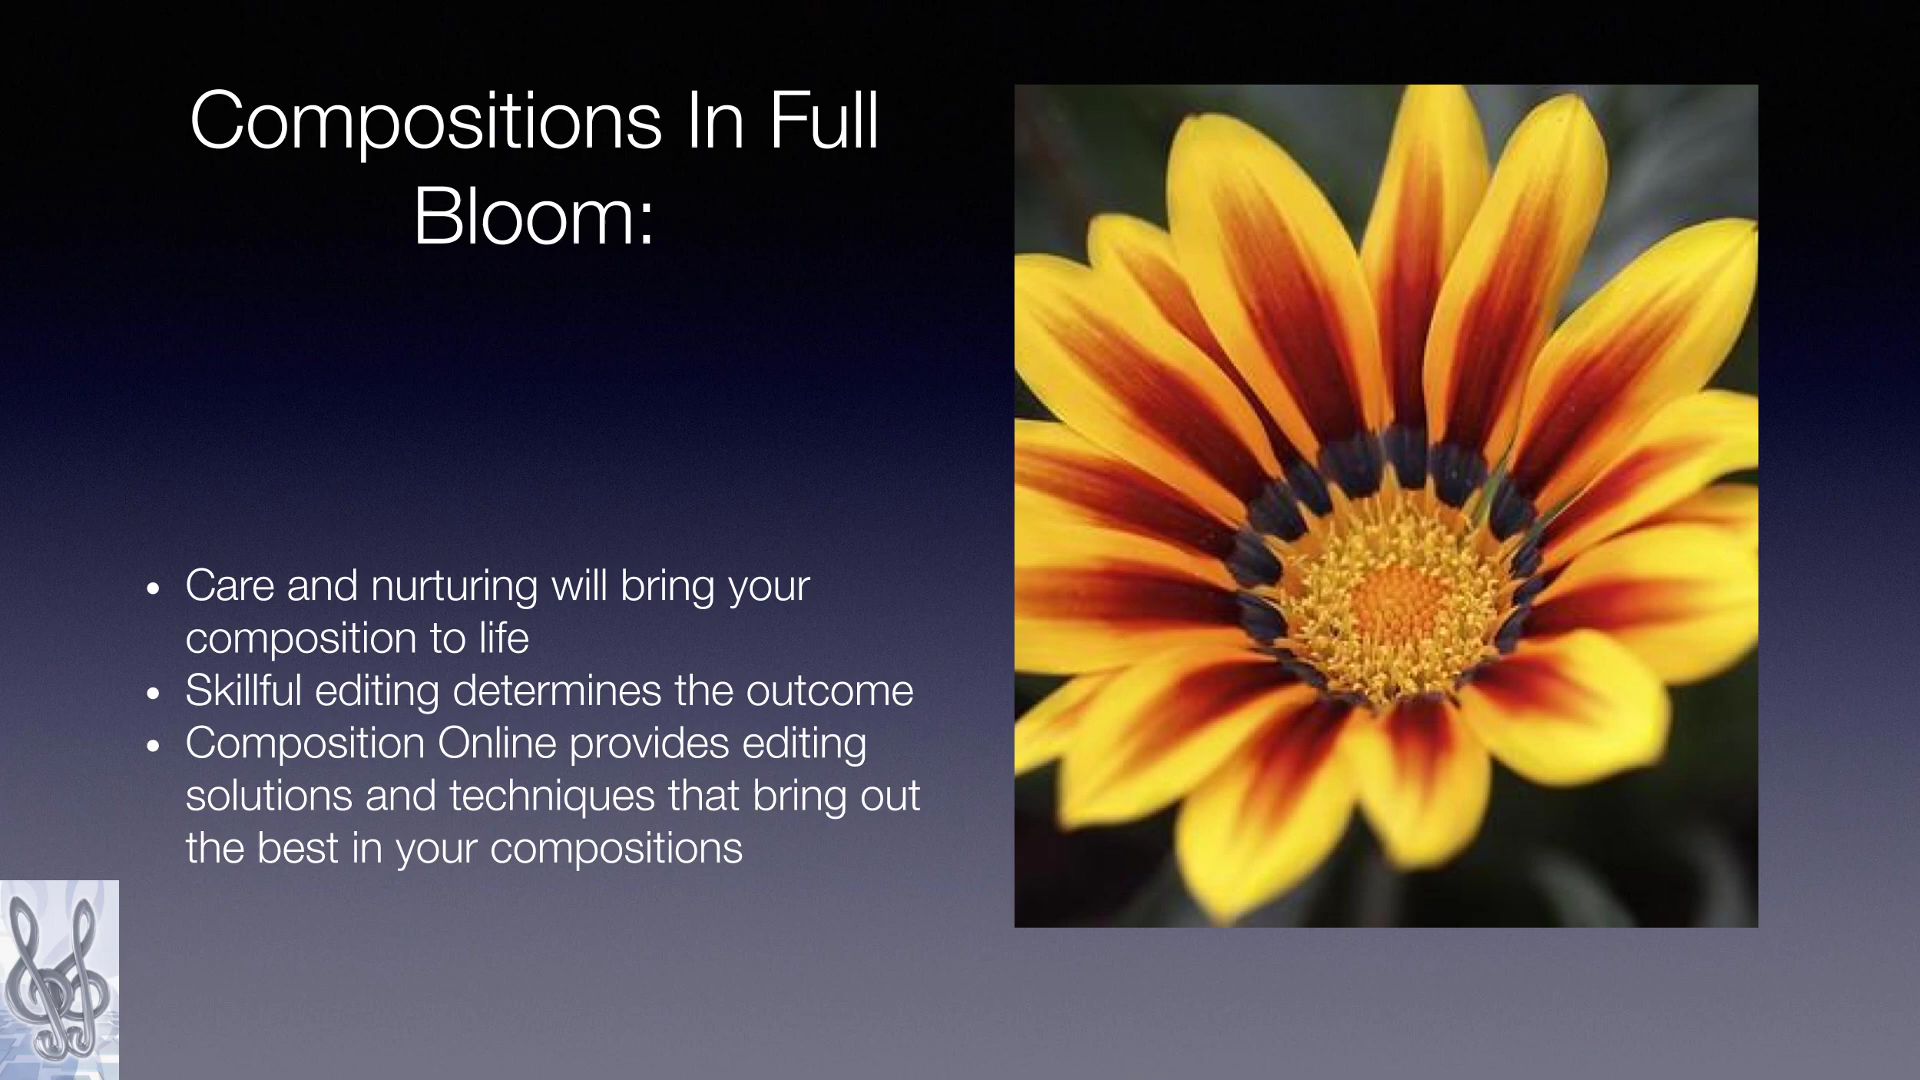 Compositions In Full
Bloom:
• Care and nurturing will bring your
composition to life
• Skillful editing determines the outcome
• Composition Online provides editing
solutions and techniques that bring out
the best in your compositions